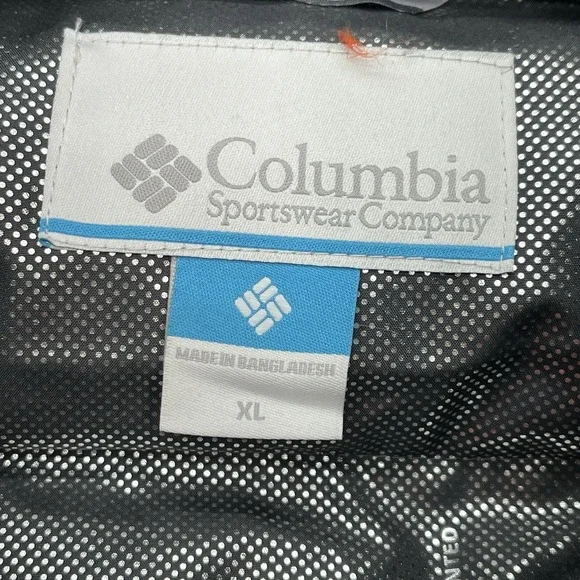 Columbia
Sportswear Company
MADE IN BANGLADESH
XL